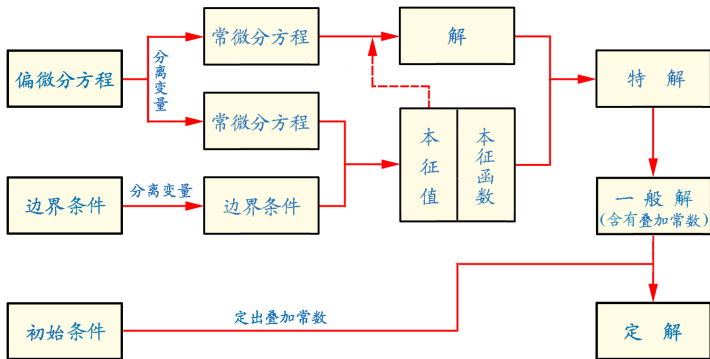 常微分方程
解
偏微分方程
分离变量
特 解
常微分方程
本征值
本征函数
边界条件
分离变量
边界条件
一 般 解
(含有叠加常数)
初始条件
定出叠加常数
定 解